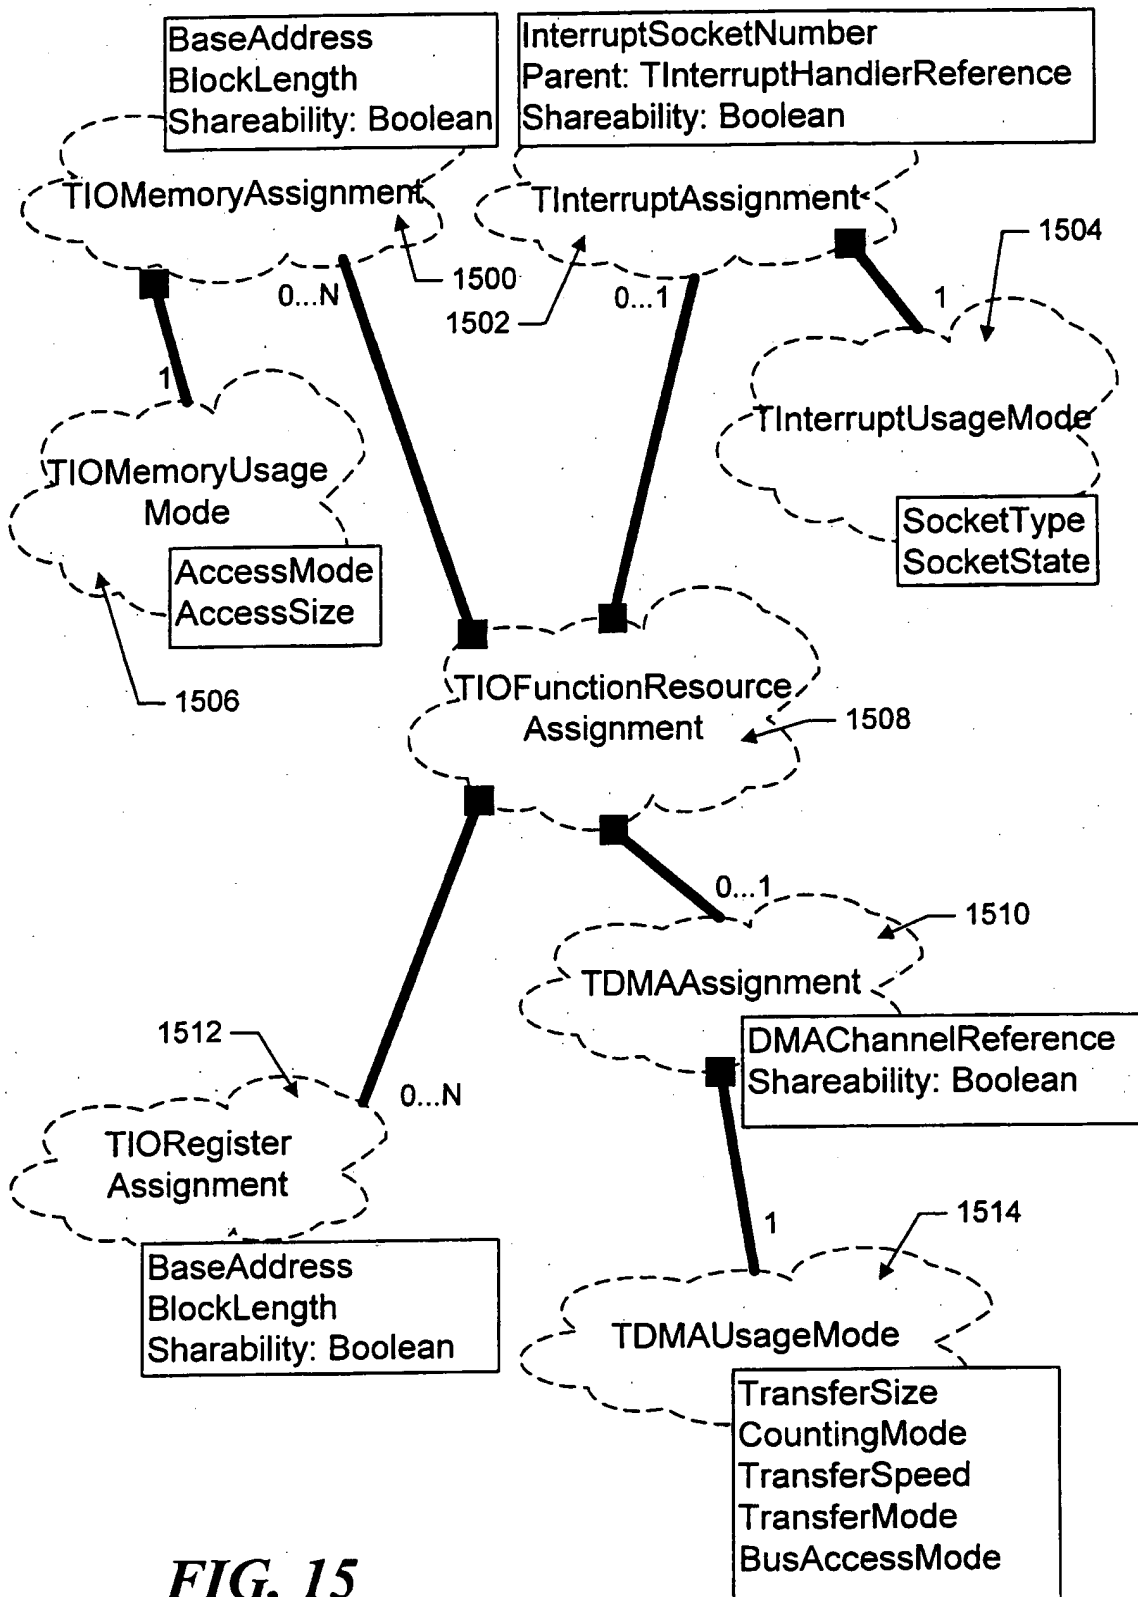 BaseAddress
BlockLength
Shareability: Boolean
InterruptSocketNumber
Parent: TInterruptHandlerReference
Shareability: Boolean
TIOMemoryAssignment
TInterruptAssignment
1500
1502
1504
0...N
0...1
1
1
TInterruptUsageMode
SocketType
SocketState
TIOMemoryUsage
Mode
AccessMode
AccessSize
1506
TIOFunctionResource
Assignment
1508
0...1
1510
TDMAAssignment
DMAChannelReference
Shareability: Boolean
1512
0...N
TIORegister
Assignment
BaseAddress
BlockLength
Sharability: Boolean
1
1514
TDMAUsageMode
TransferSize
CountingMode
TransferSpeed
TransferMode
BusAccessMode
FIG. 15